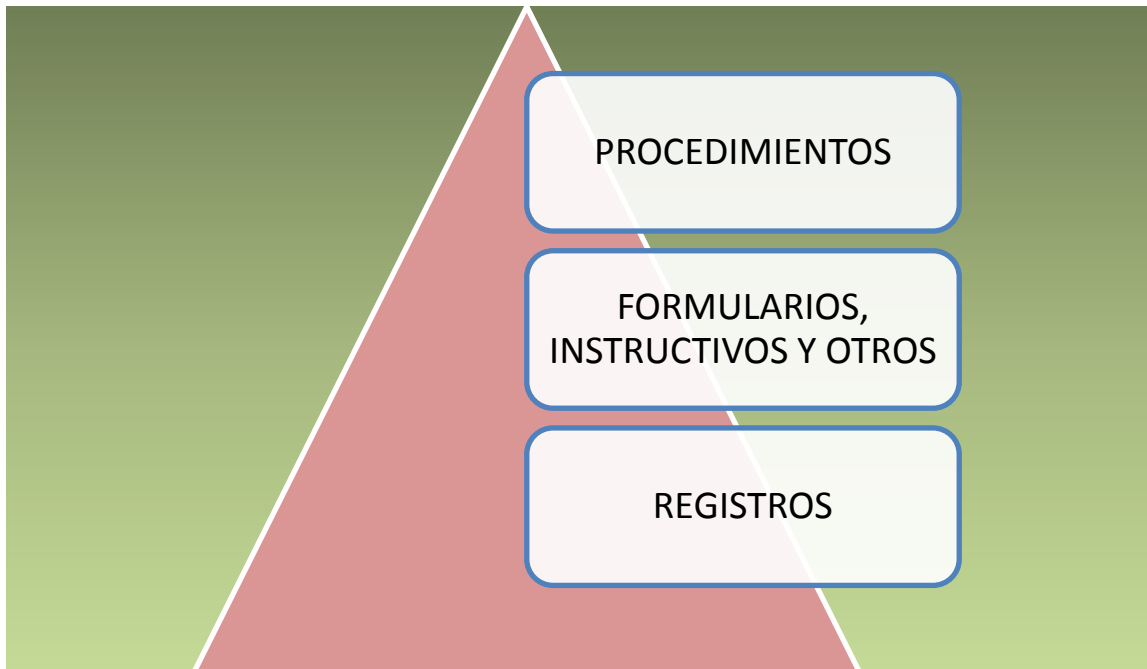 PROCEDIMIENTOS
FORMULARIOS,
INSTRUCTIVOS Y OTROS
REGISTROS